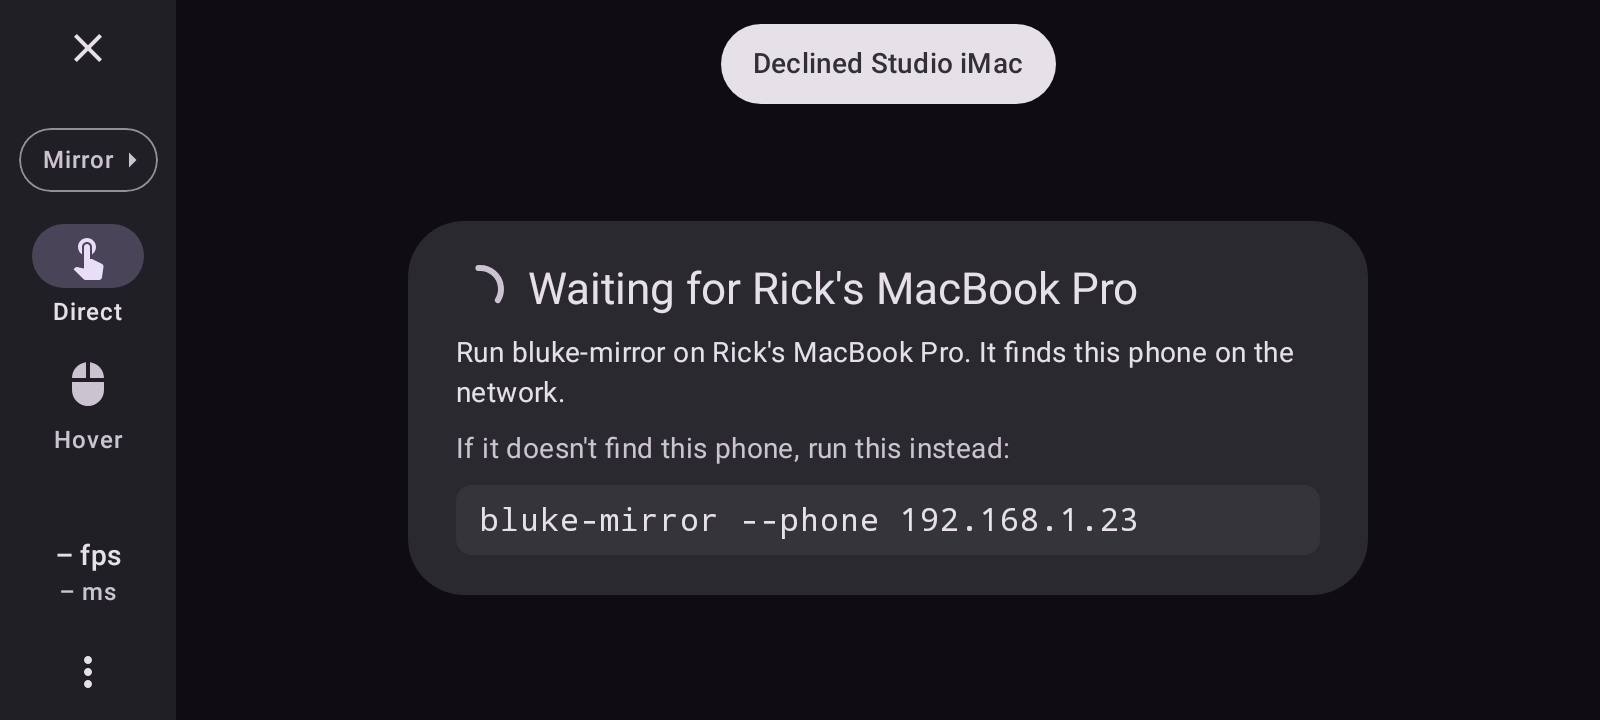 Declined Studio iMac
Mirror
Direct
Hover
– fps
– ms
Waiting for Rick's MacBook Pro
Run bluke-mirror on Rick's MacBook Pro. It finds this phone on the
network.
If it doesn't find this phone, run this instead:
bluke-mirror --phone 192.168.1.23